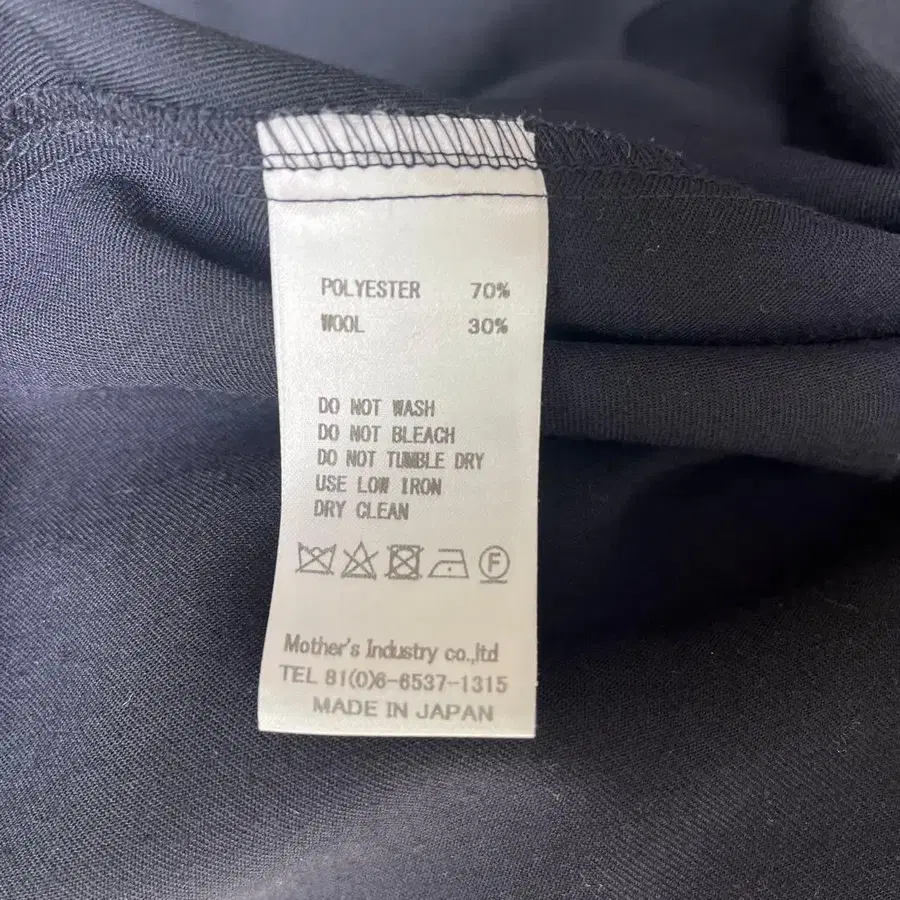 POLYESTER 70%
WOOL 30%
DO NOT WASH
DO NOT BLEACH
DO NOT TUMBLE DRY
USE LOW IRON
DRY CLEAN
F
Mother's Industry co.,ltd
TEL 81(0)6-6537-1315
MADE IN JAPAN